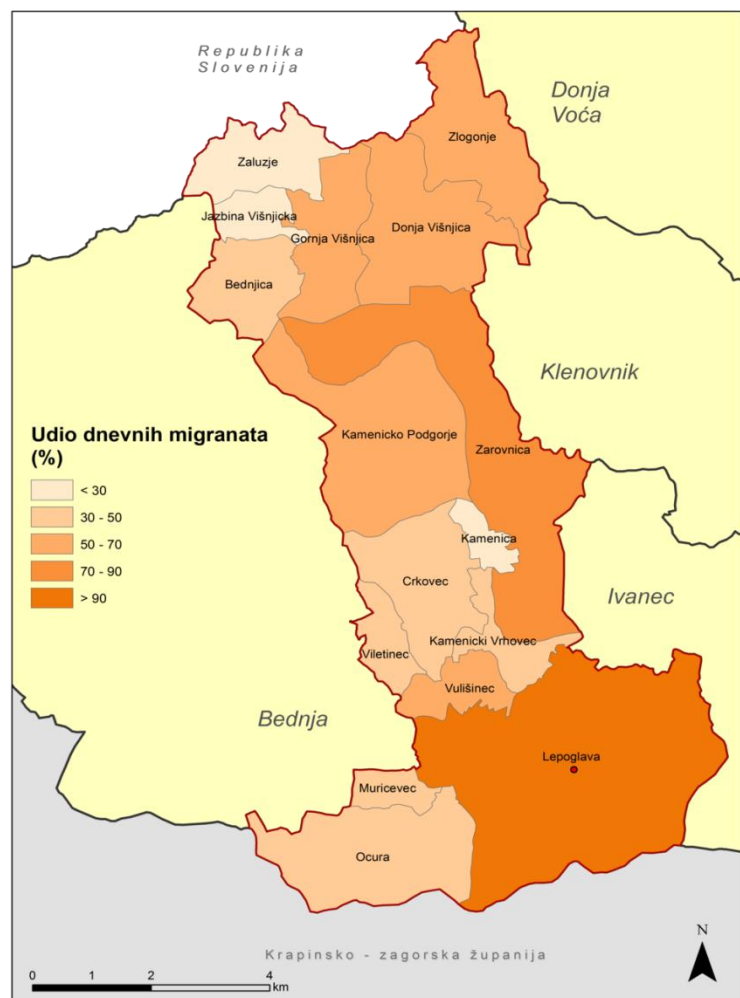 Republika
Slovenija
Donja
Voća
Zlogonje
Zaluzje
Jazbina Višnjicka
Gornja Višnjica
Donja Višnjica
Bednjica
Klenovnik
Udio dnevnih migranata
(%)
< 30
30 - 50
50 - 70
70 - 90
> 90
Kamenicko Podgorje
Zarovnica
Kamenica
Crkovec
Ivanec
Kamenicki Vrhovec
Viletinec
Vulišinec
Bednja
Lepoglava
Muricevec
Ocura
N
Krapinsko - zagorska županija
0 1 2 4
km